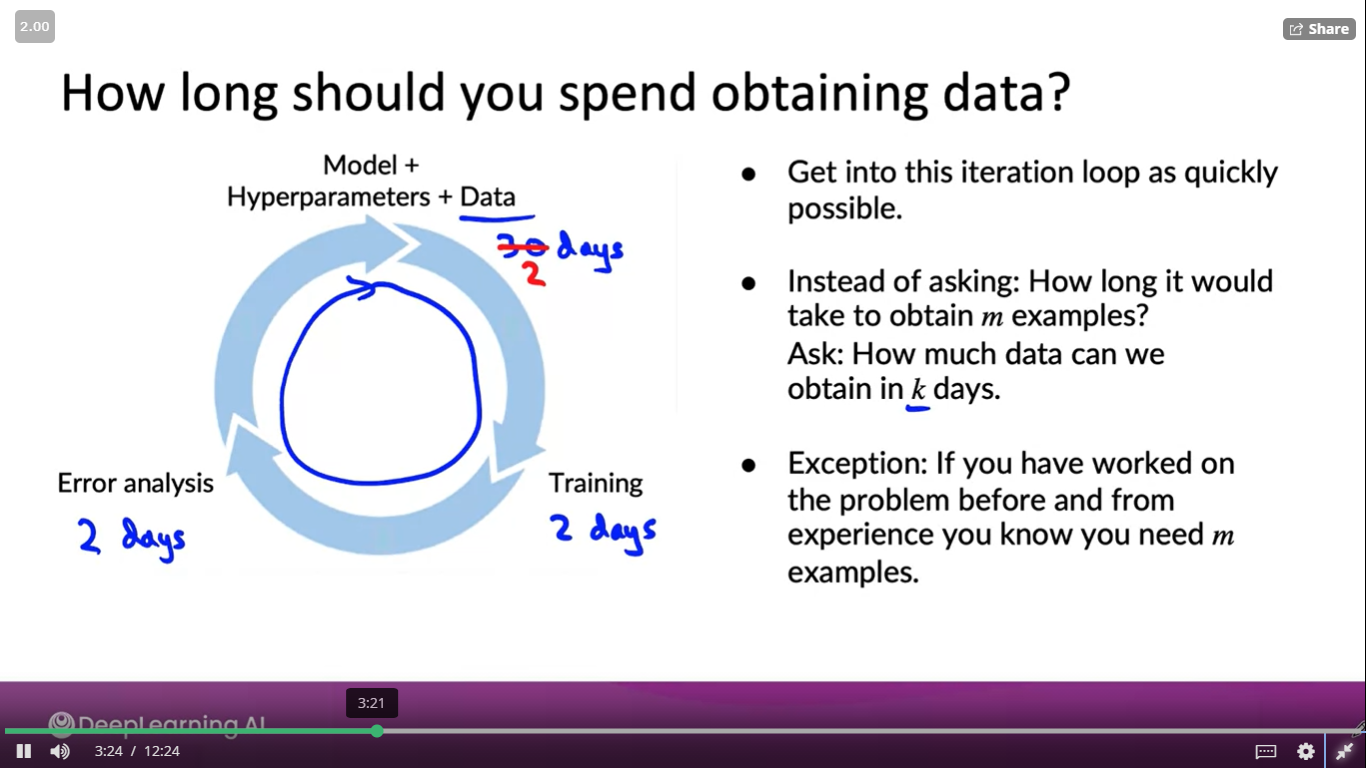 2.00
Share
How long should you spend obtaining data?
Model +
Hyperparameters + Data
30 days
2
Error analysis
2 days
Training
2 days
● Get into this iteration loop as quickly
possible.
● Instead of asking: How long it would
take to obtain m examples?
Ask: How much data can we
obtain in k days.
● Exception: If you have worked on
the problem before and from
experience you know you need m
examples.
3:21
DeepLearning.AI
3:24 / 12:24